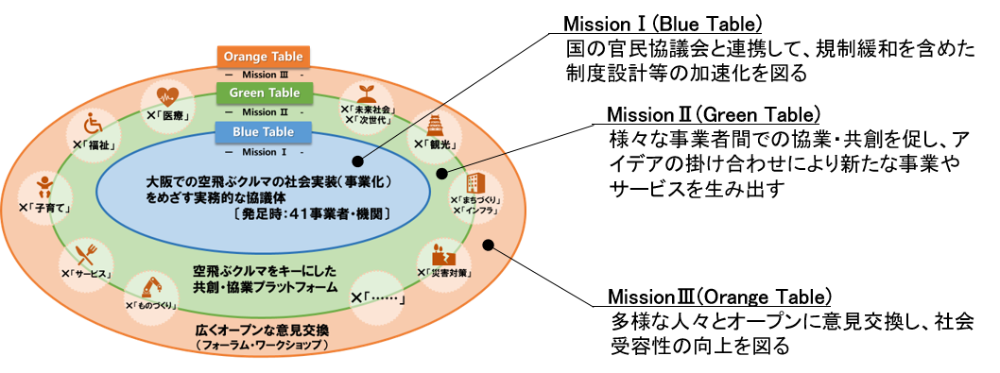 Orange Table
― Mission Ⅲ -
Green Table
― Mission Ⅱ -
Blue Table
― Mission Ⅰ -
大阪での空飛ぶクルマの社会実装(事業化)
をめざす実務的な協議体
〔発足時:41事業者・機関〕
空飛ぶクルマをキーにした
共創・協業プラットフォーム
広くオープンな意見交換
(フォーラム・ワークショップ)
×「医療」
×「未来社会」
×「次世代」
×「福祉」
×「観光」
×「子育て」
×「まちづくり」
×「インフラ」
×「サービス」
×「災害対策」
×「ものづくり」
×「……」
Mission Ⅰ (Blue Table)
国の官民協議会と連携して、規制緩和を含めた
制度設計等の加速化を図る
Mission Ⅱ (Green Table)
様々な事業者間での協業・共創を促し、ア
イデアの掛け合わせにより新たな事業や
サービスを生み出す
MissionⅢ(Orange Table)
多様な人々とオープンに意見交換し、社会
受容性の向上を図る